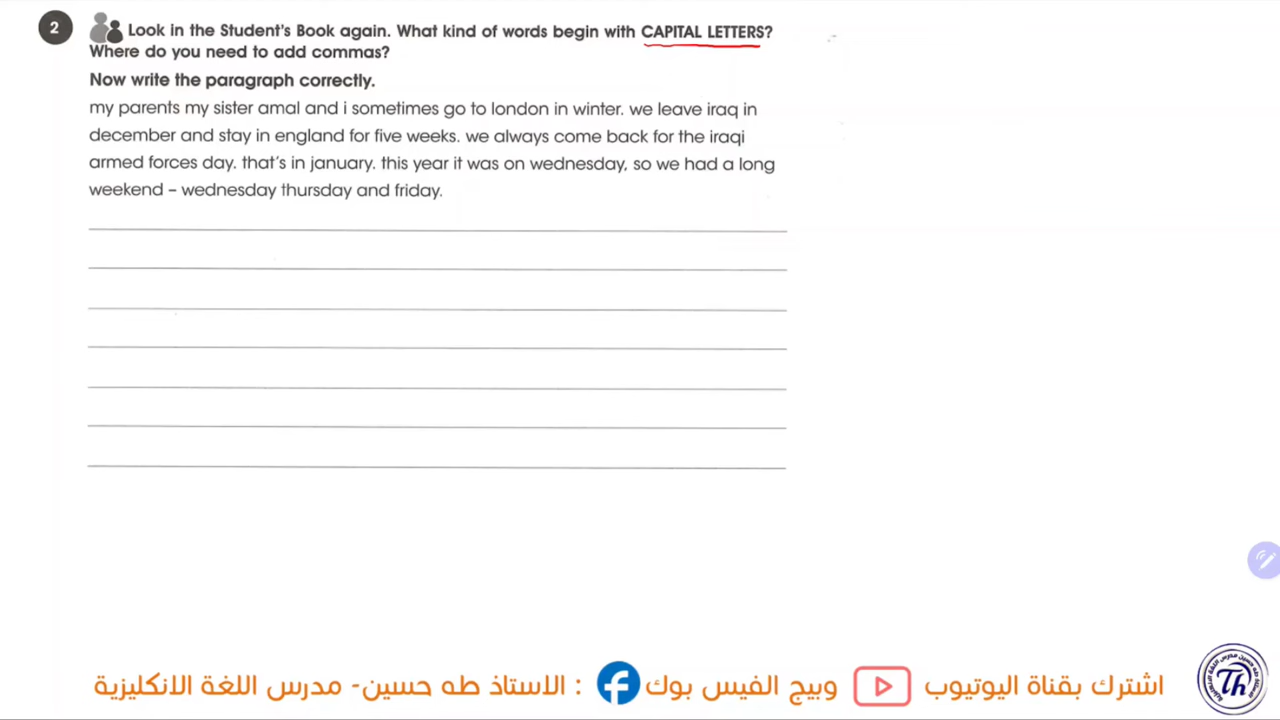 2 Look in the Student's Book again. What kind of words begin with CAPITAL LETTERS?
Where do you need to add commas?
Now write the paragraph correctly.
my parents my sister amal and i sometimes go to london in winter. we leave iraq in
december and stay in england for five weeks. we always come back for the iraqi
armed forces day. that's in january. this year it was on wednesday, so we had a long
weekend – wednesday thursday and friday.
اشترك بقناة اليوتيوب وبيج الفيس بوك : الاستاذ طه حسين- مدرس اللغة الانكليزية
Th